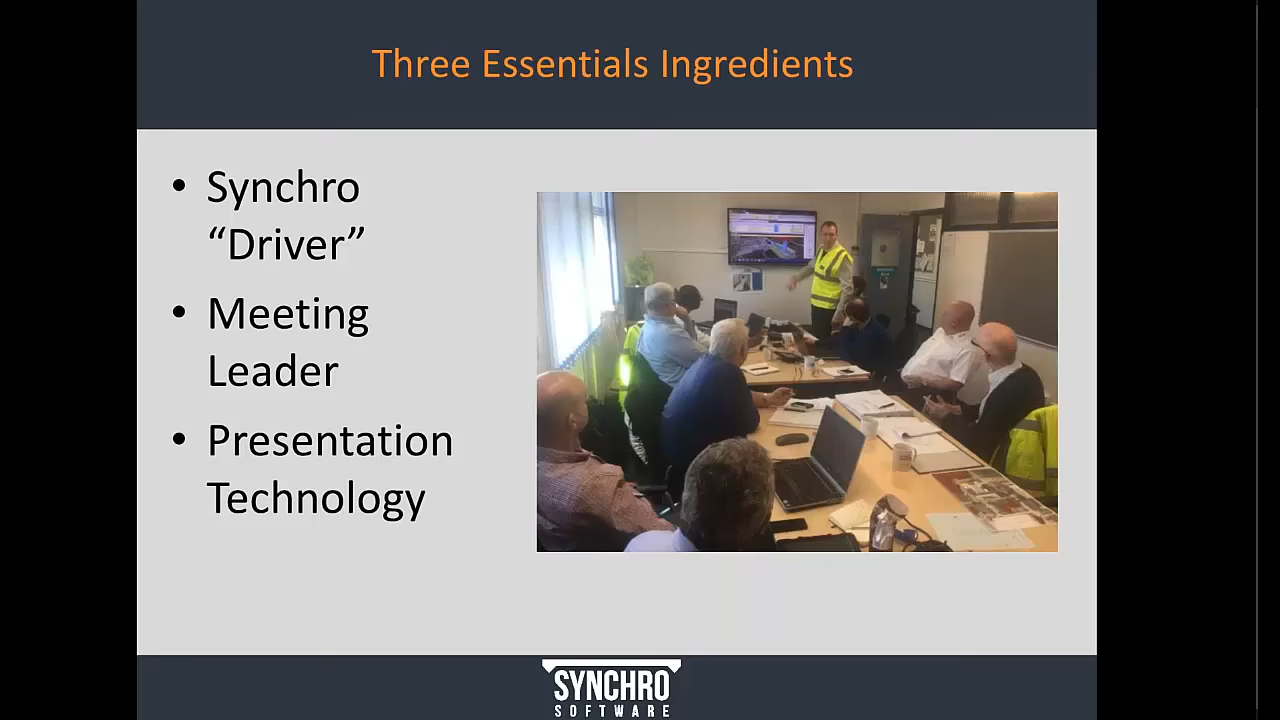 Three Essentials Ingredients
• Synchro
“Driver”
• Meeting
Leader
• Presentation
Technology
SYNCHRO
SOFTWARE